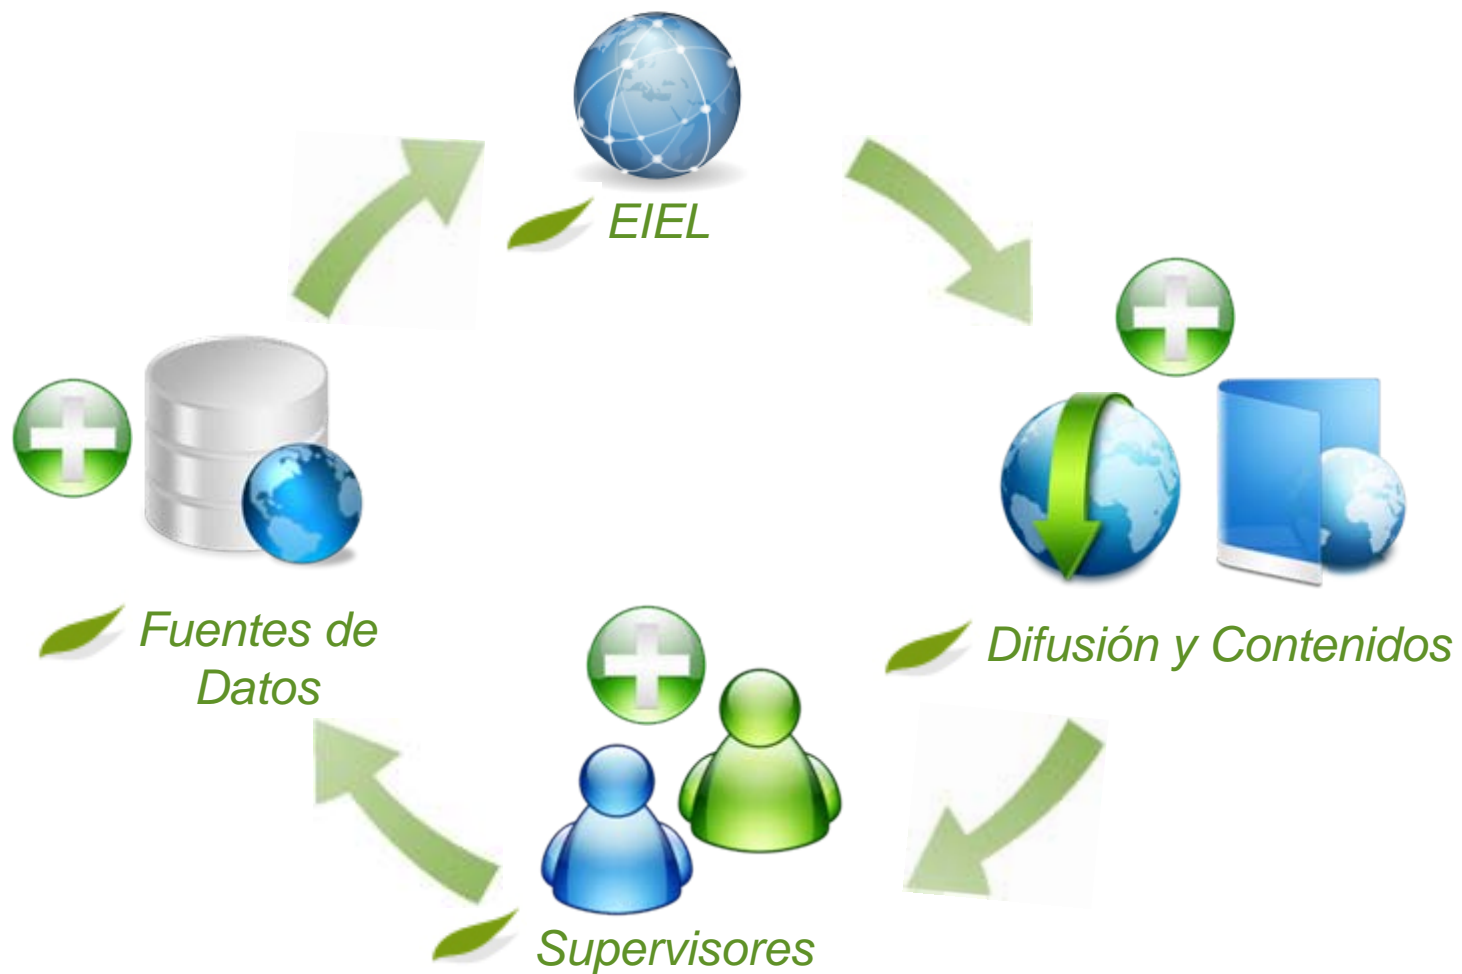 EIEL
Fuentes de
Datos
Difusión y Contenidos
Supervisores